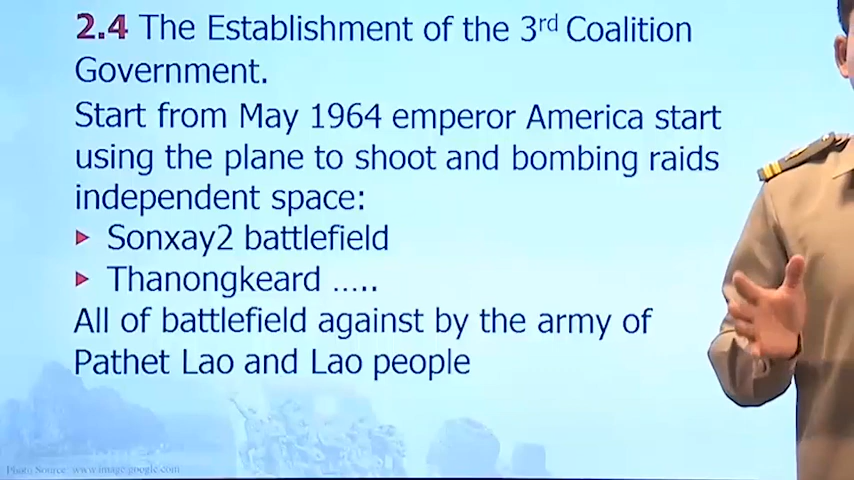 2.4 The Establishment of the 3rd Coalition
Government.
Start from May 1964 emperor America start
using the plane to shoot and bombing raids
independent space:
Sonxay2 battlefield
Thanongkeard .....
All of battlefield against by the army of
Pathet Lao and Lao people
Photo Source: www.image.google.com